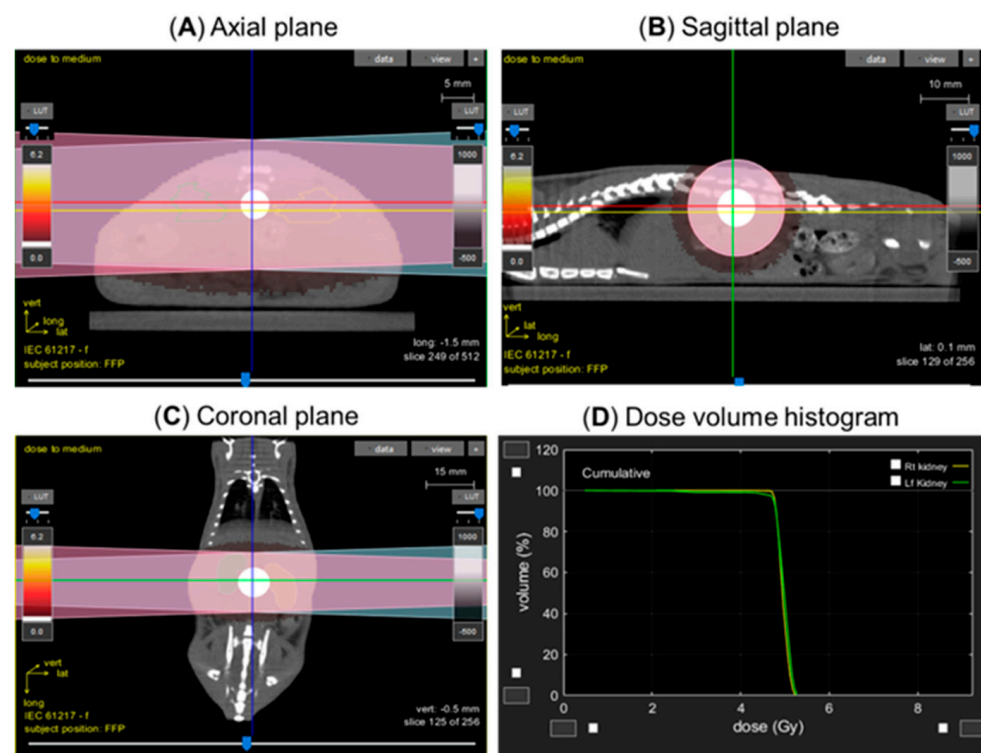 (A) Axial plane
dose to medium
data
view
+
5 mm
LUT
LUT
6.2
1000
0.0
-500
vert
long
lat
IEC 61217 - f
subject position: FFP
long: -1.5 mm
slice 249 of 512
(B) Sagittal plane
dose to medium
data
view
+
10 mm
LUT
LUT
6.2
1000
0.0
-500
vert
long
lat
IEC 61217 - f
subject position: FFP
lat: 0.1 mm
slice 129 of 256
(C) Coronal plane
dose to medium
data
view
+
15 mm
LUT
LUT
6.2
1000
0.0
-500
vert
lat
long
IEC 61217 - f
subject position: FFP
vert: -0.5 mm
slice 125 of 256
(D) Dose volume histogram
120
100
80
60
40
20
0
volume (%)
Cumulative
Rt kidney
Lf Kidney
0
2
4
6
8
dose (Gy)